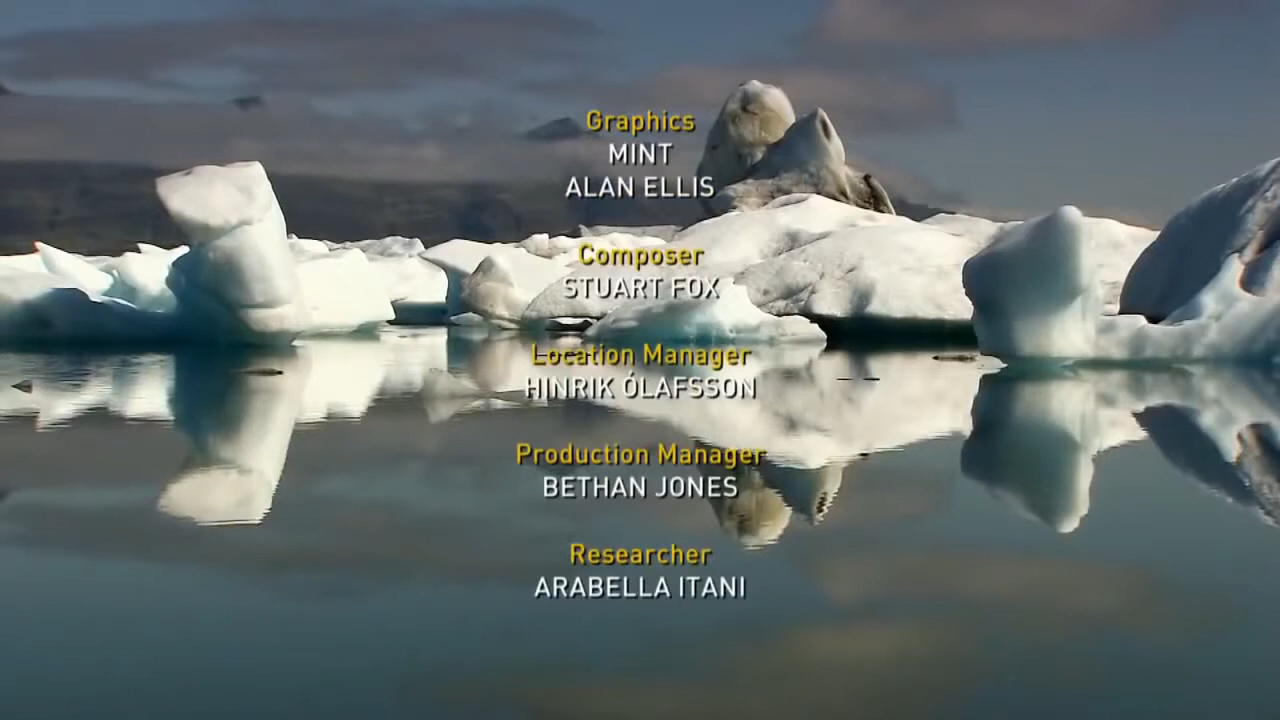 Graphics
MINT
ALAN ELLIS
Composer
STUART FOX
Location Manager
HINRIK ÓLAFSSON
Production Manager
BETHAN JONES
Researcher
ARABELLA ITANI